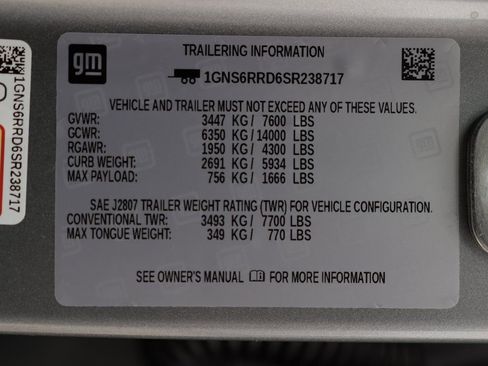 gm
TRAILERING INFORMATION
1GNS6RRD6SR238717
VEHICLE AND TRAILER MUST NOT EXCEED ANY OF THESE VALUES.
GVWR: 3447 KG / 7600 LBS
GCWR: 6350 KG / 14000 LBS
RGAWR: 1950 KG / 4300 LBS
CURB WEIGHT: 2691 KG / 5934 LBS
MAX PAYLOAD: 756 KG / 1666 LBS
SAE J2807 TRAILER WEIGHT RATING (TWR) FOR VEHICLE CONFIGURATION.
CONVENTIONAL TWR: 3493 KG / 7700 LBS
MAX TONGUE WEIGHT: 349 KG / 770 LBS
SEE OWNER'S MANUAL FOR MORE INFORMATION
1GNS6RRD6SR238717